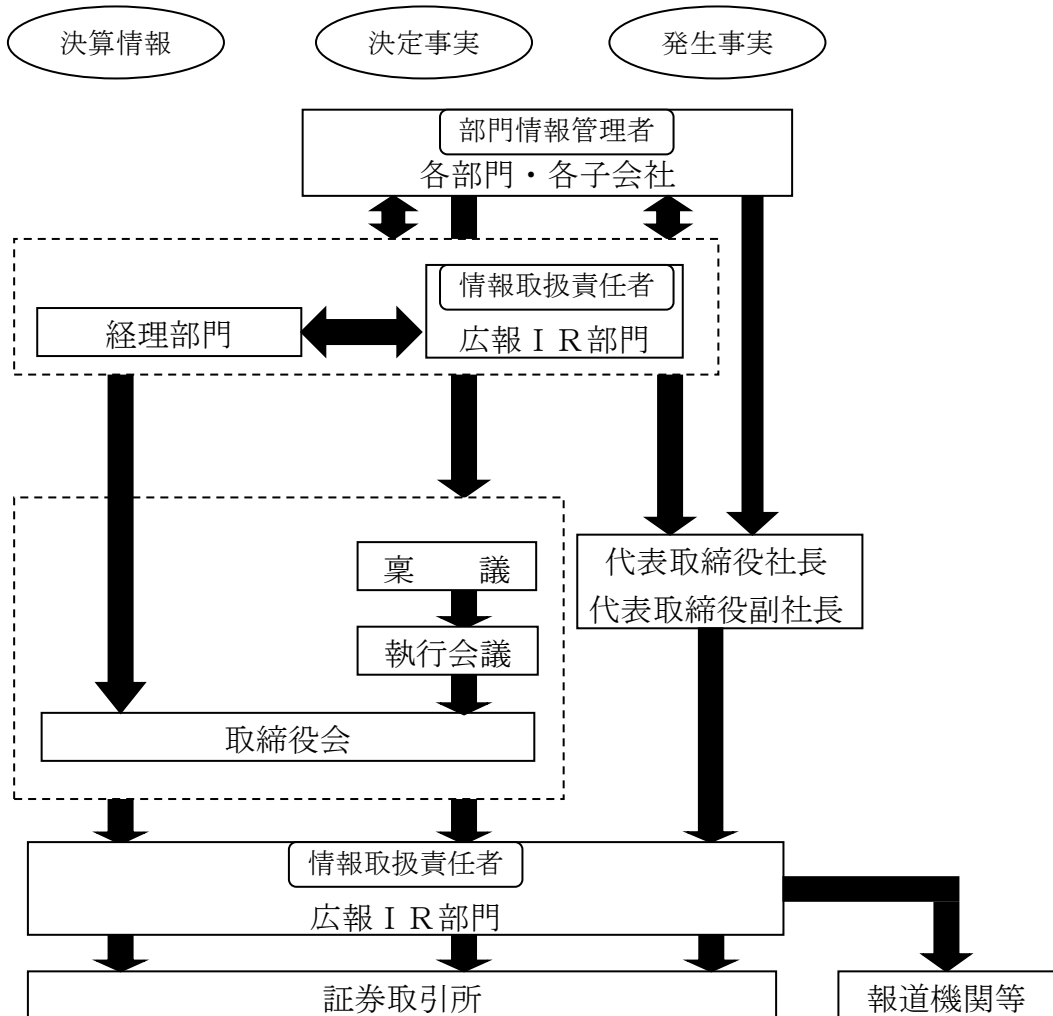 決算情報
決定事実
発生事実
部門情報管理者
各部門・各子会社
情報取扱責任者
経理部門
広報ＩＲ部門
稟　　議
代表取締役社長
代表取締役副社長
執行会議
取締役会
情報取扱責任者
広報ＩＲ部門
証券取引所
報道機関等